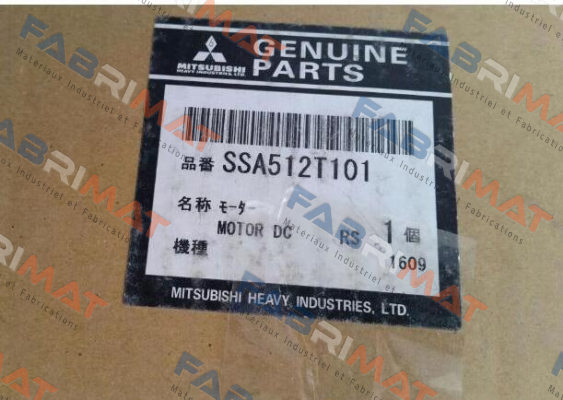 MITSUBISHI
HEAVY INDUSTRIES, LTD.
GENUINE
PARTS
品番 SSA512T101
名称 モーター
MOTOR DC RS 1 個
機種 1609
MITSUBISHI HEAVY INDUSTRIES, LTD.
FABRIMAT
Materiaux Industriel et Fabrications